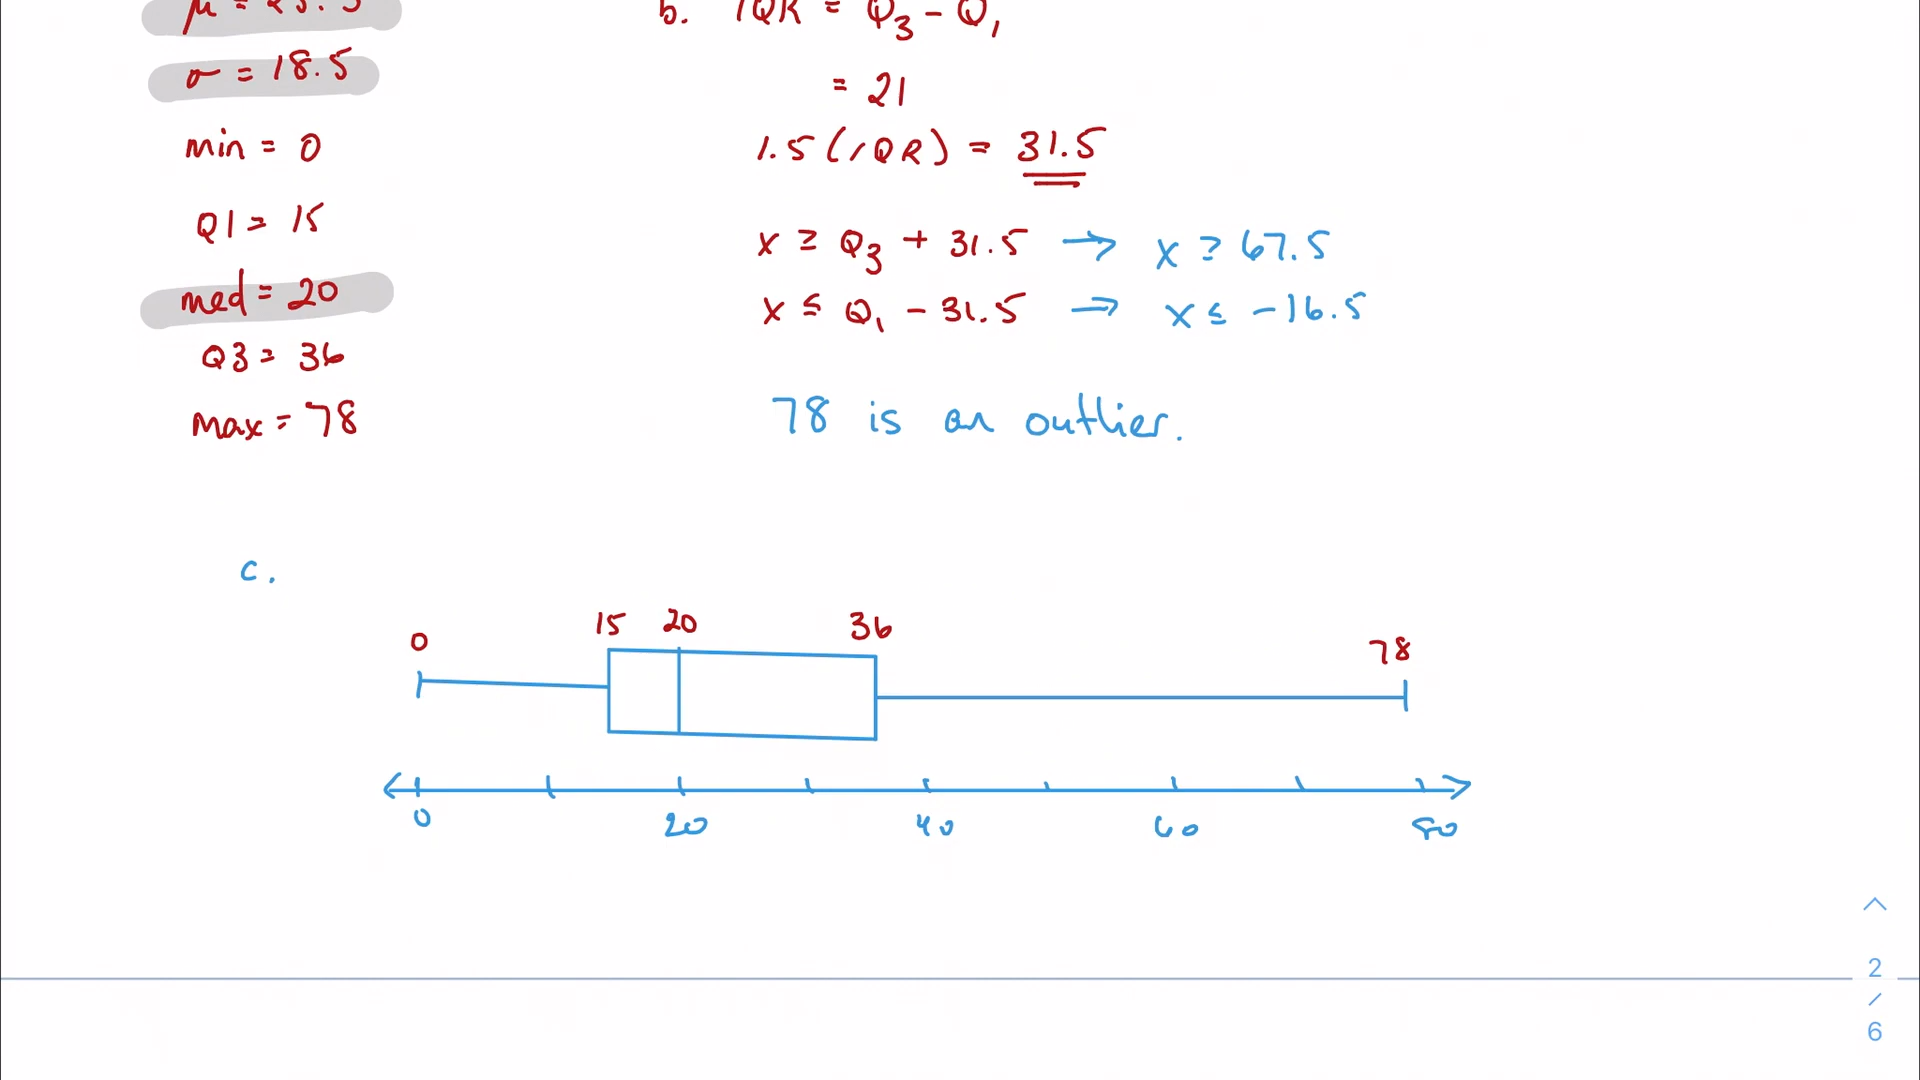 σ = 18.5
min = 0
Q1 = 15
med = 20
Q3 = 36
max = 78
b. IQR = Q₃ - Q₁
= 21
1.5(IQR) = 31.5
x ≥ Q₃ + 31.5 → x ≥ 67.5
x ≤ Q₁ - 31.5 → x ≤ -16.5
78 is an outlier.
c.
0 15 20 36 78
0 20 40 60 80
2
/
6